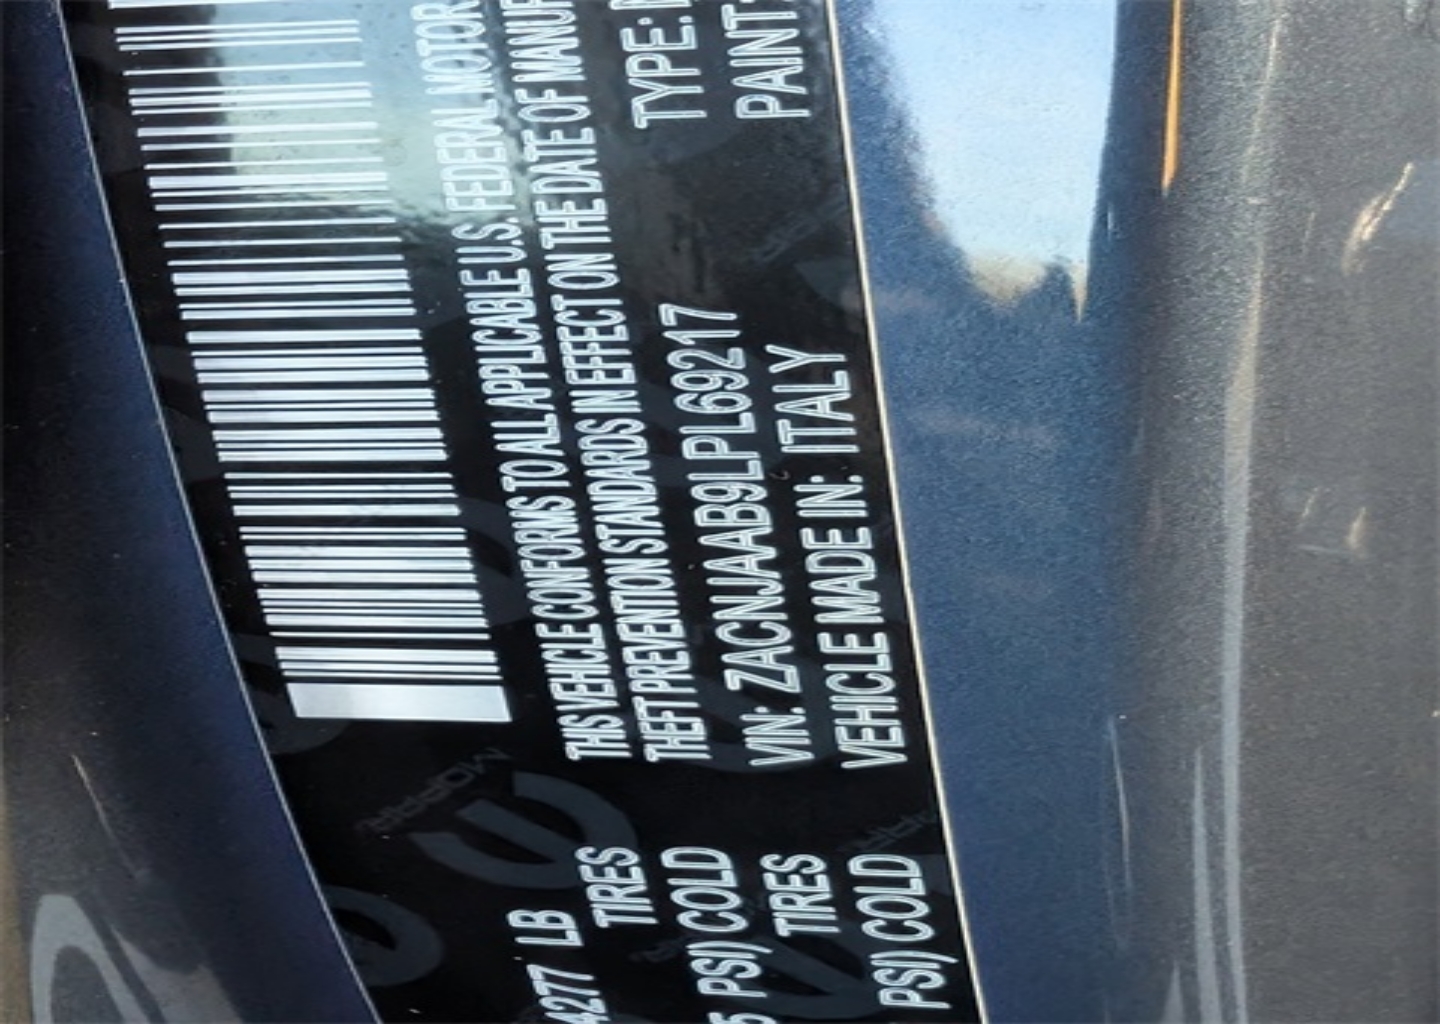 THIS VEHICLE CONFORMS TO ALL APPLICABLE U.S. FEDERAL MOTOR
THEFT PREVENTION STANDARDS IN EFFECT ON THE DATE OF MANUF
VIN: ZACNJAAB9LPL69217 TYPE:
VEHICLE MADE IN: ITALY PAINT:
4277 LB
TIRES
PSI) COLD
TIRES
PSI) COLD
MOPAR